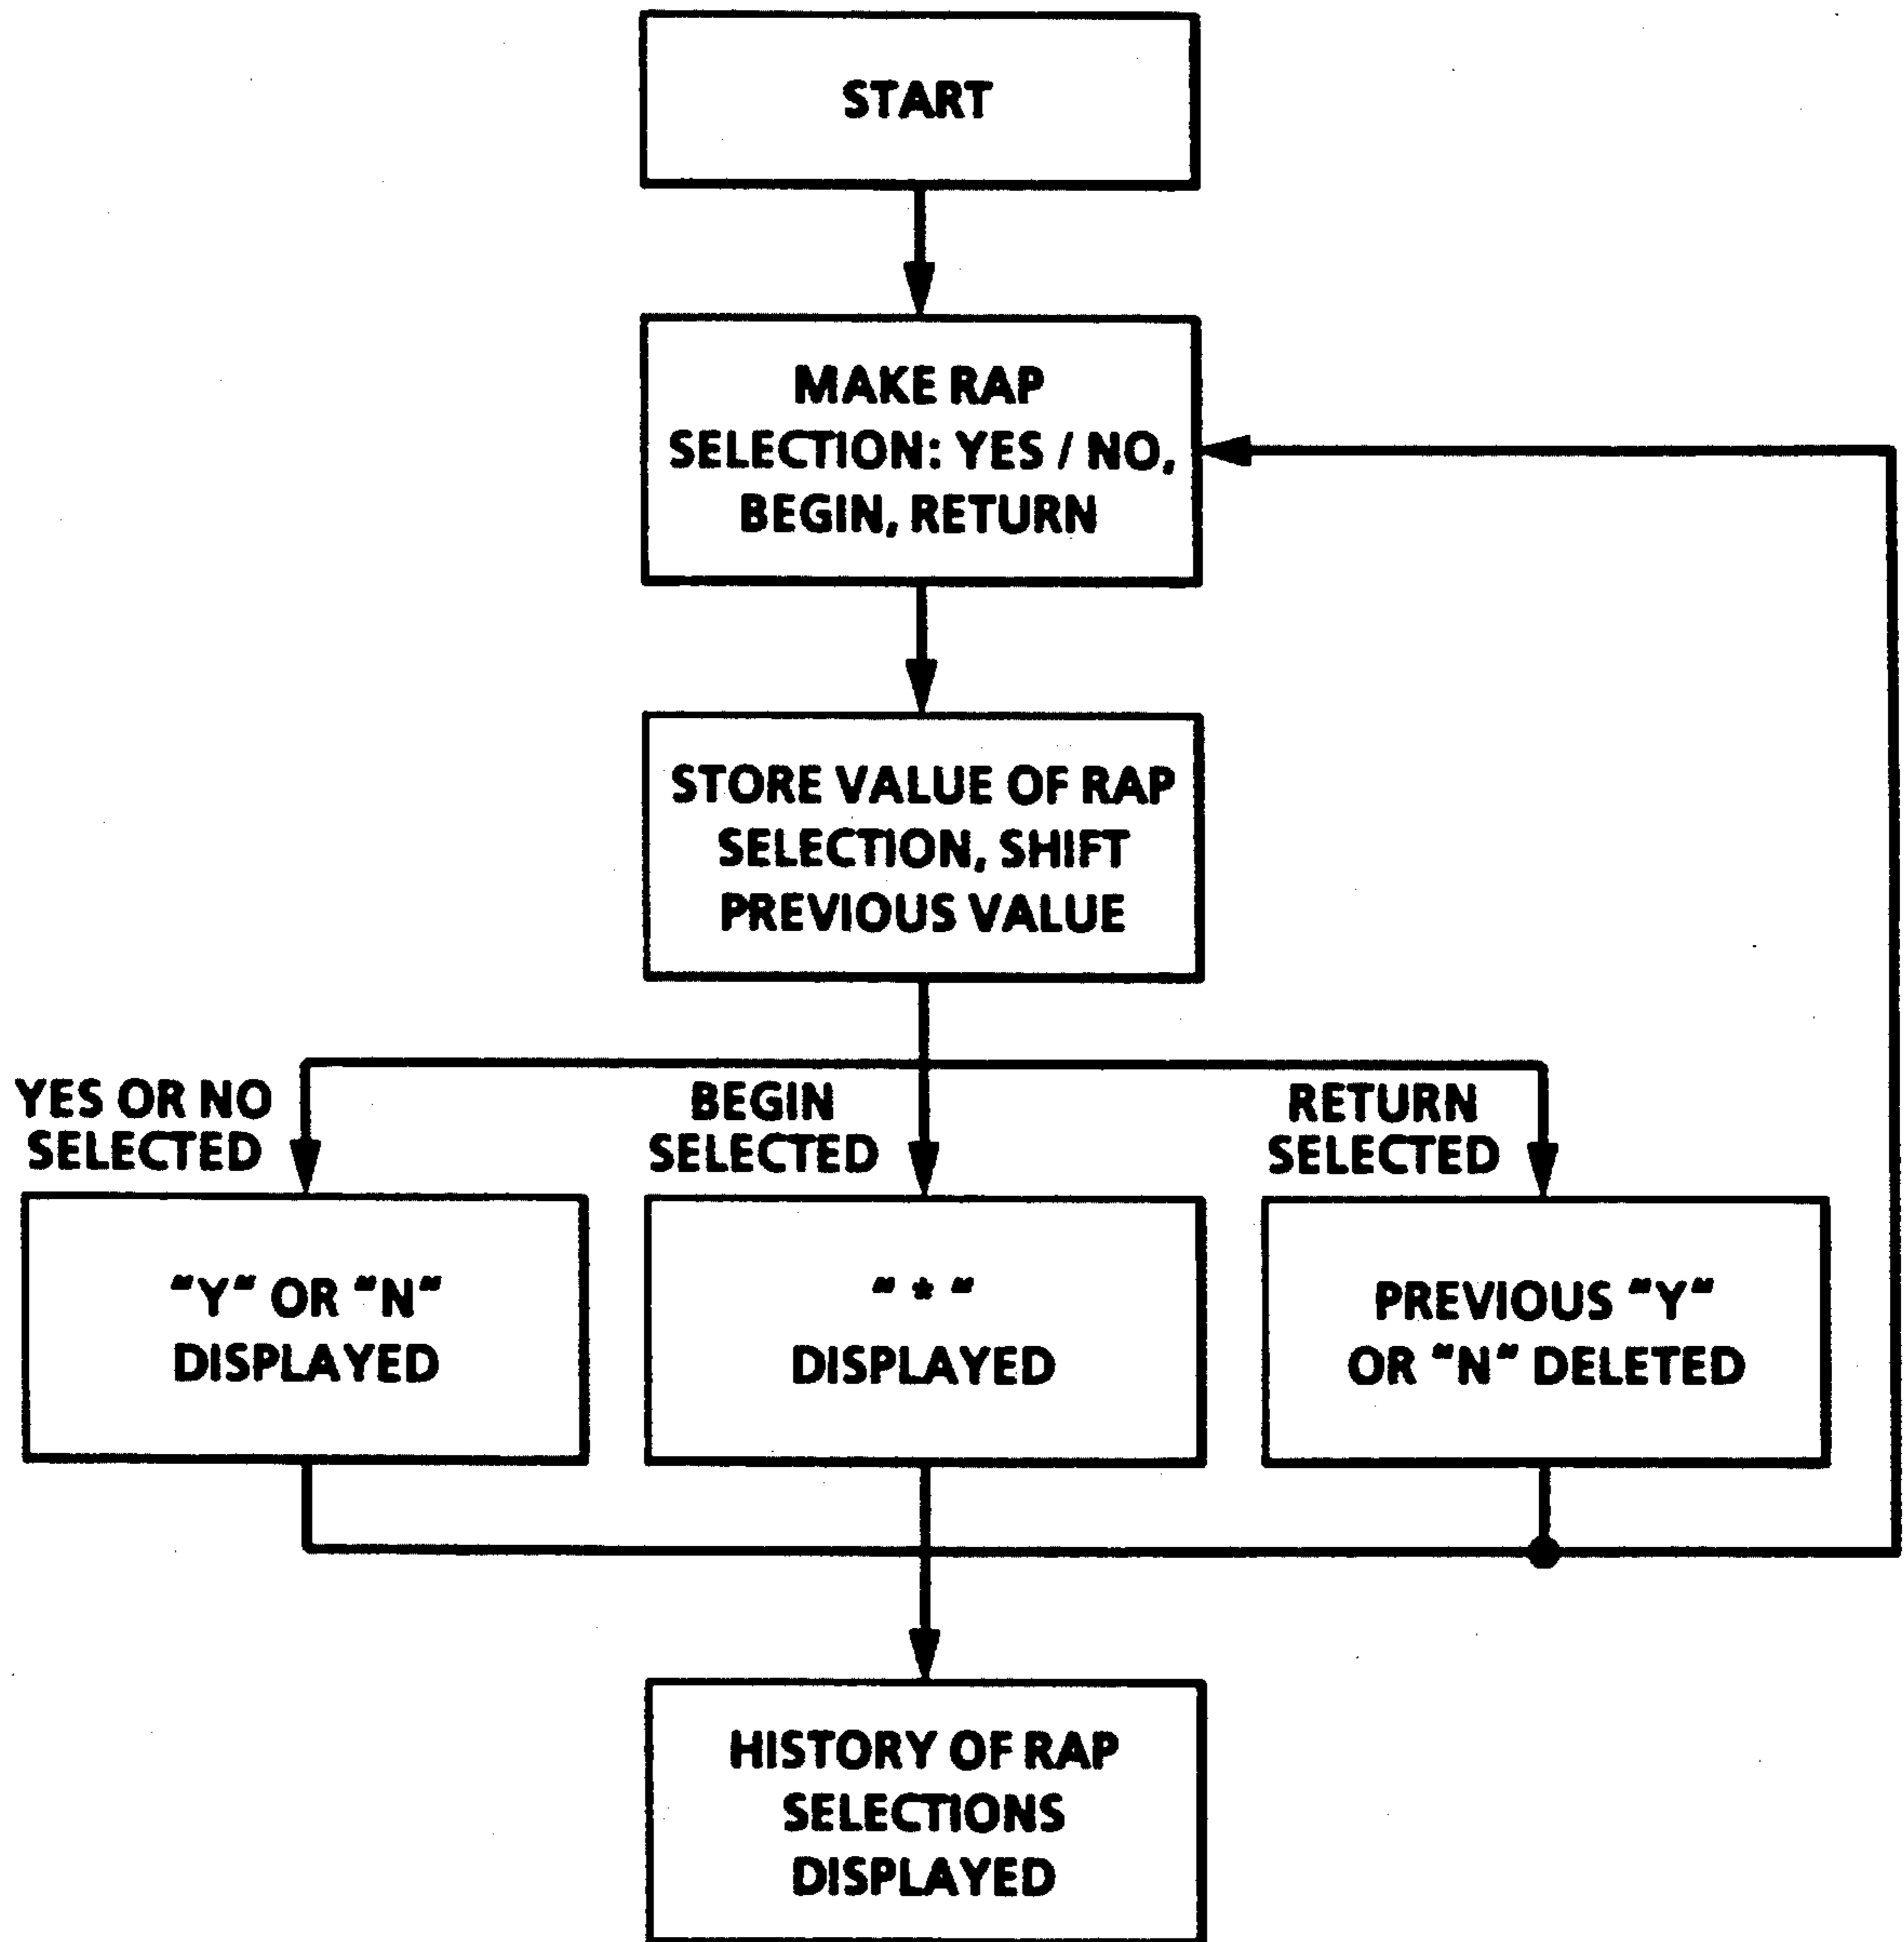 START
MAKE RAP
SELECTION: YES / NO,
BEGIN, RETURN
STORE VALUE OF RAP
SELECTION, SHIFT
PREVIOUS VALUE
YES OR NO
SELECTED
BEGIN
SELECTED
RETURN
SELECTED
"Y" OR "N"
DISPLAYED
" * "
DISPLAYED
PREVIOUS "Y"
OR "N" DELETED
HISTORY OF RAP
SELECTIONS
DISPLAYED